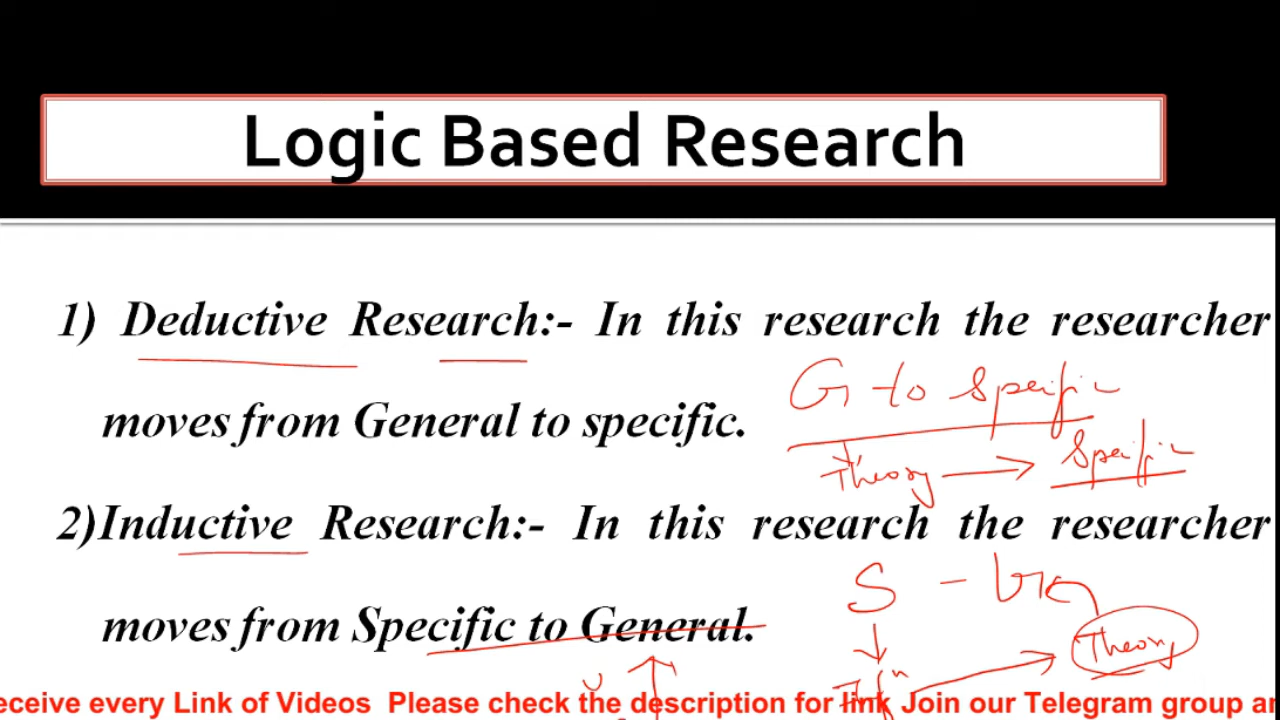 Logic Based Research
1) Deductive Research:- In this research the researcher
G to Specific
moves from General to specific.
Theory → Specific
2)Inductive Research:- In this research the researcher
S –
moves from Specific to General.
Theory
eceive every Link of Videos Please check the description for link Join our Telegram group ar